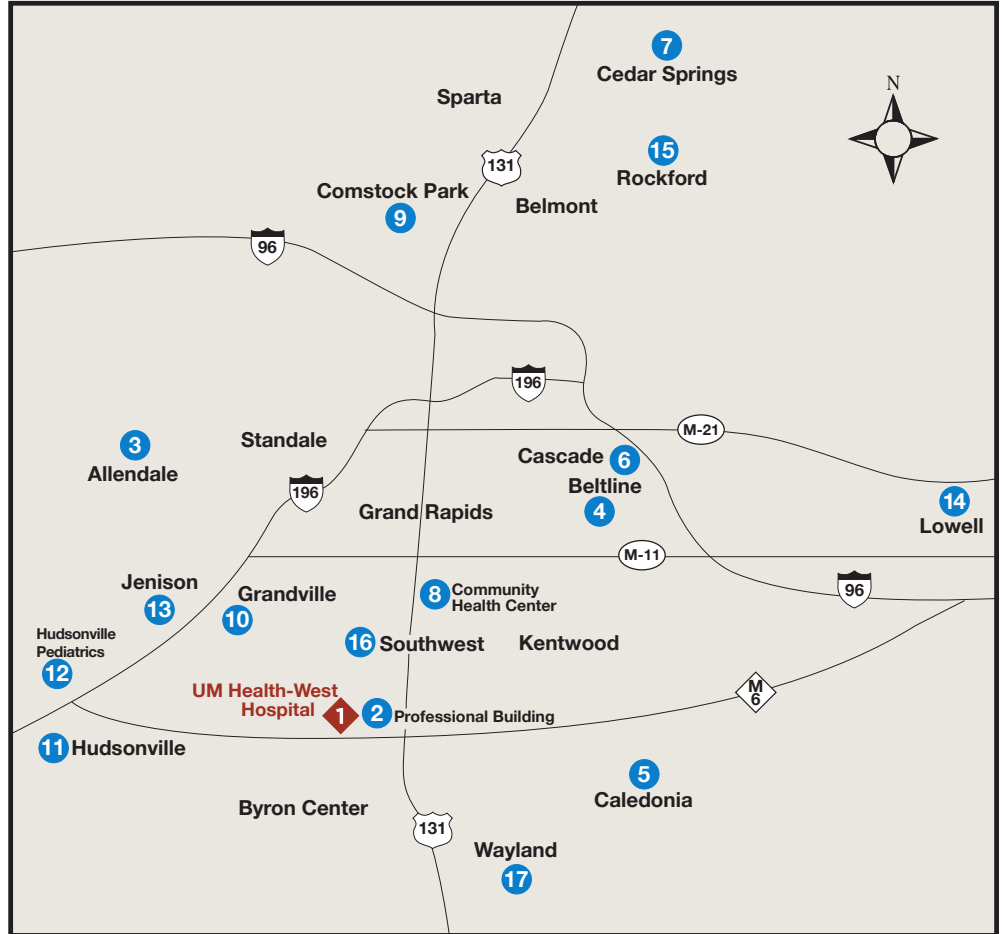 7
Cedar Springs
N
Sparta
15
Rockford
131
Comstock Park
9
Belmont
96
196
M-21
3
Allendale
Standale
Cascade 6
Beltline
4
196
Grand Rapids
14
Lowell
M-11
Jenison
13
Grandville
10
8 Community
Health Center
96
Hudsonville
Pediatrics
12
16 Southwest
Kentwood
UM Health-West
Hospital 1
2 Professional Building
M
6
11 Hudsonville
5
Caledonia
Byron Center
131
Wayland
17